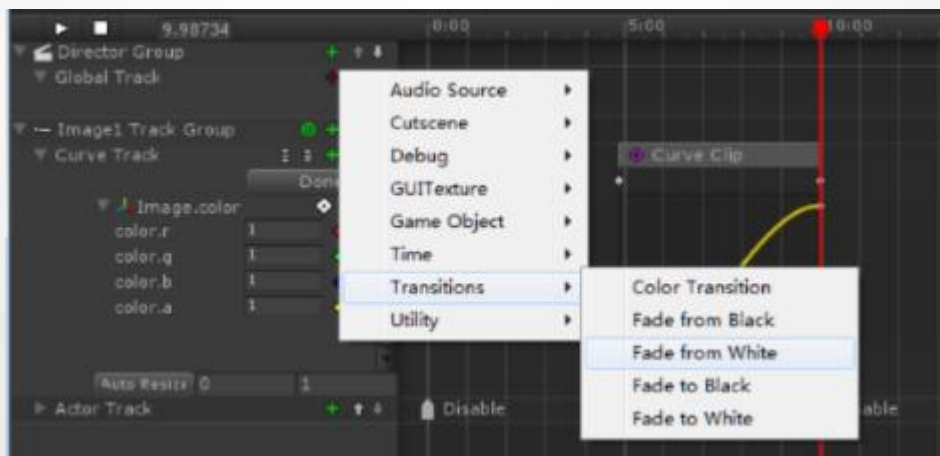 9.98734 0:00 5:00 10:00
Director Group
Global Track
Image1 Track Group
Curve Track
Done
Image.color
color.r 1
color.g 1
color.b 1
color.a 1
Auto Resize 0 1
Actor Track
Audio Source
Cutscene
Debug
GUITexture
Game Object
Time
Transitions
Utility
Color Transition
Fade from Black
Fade from White
Fade to Black
Fade to White
Curve Clip
Disable
able